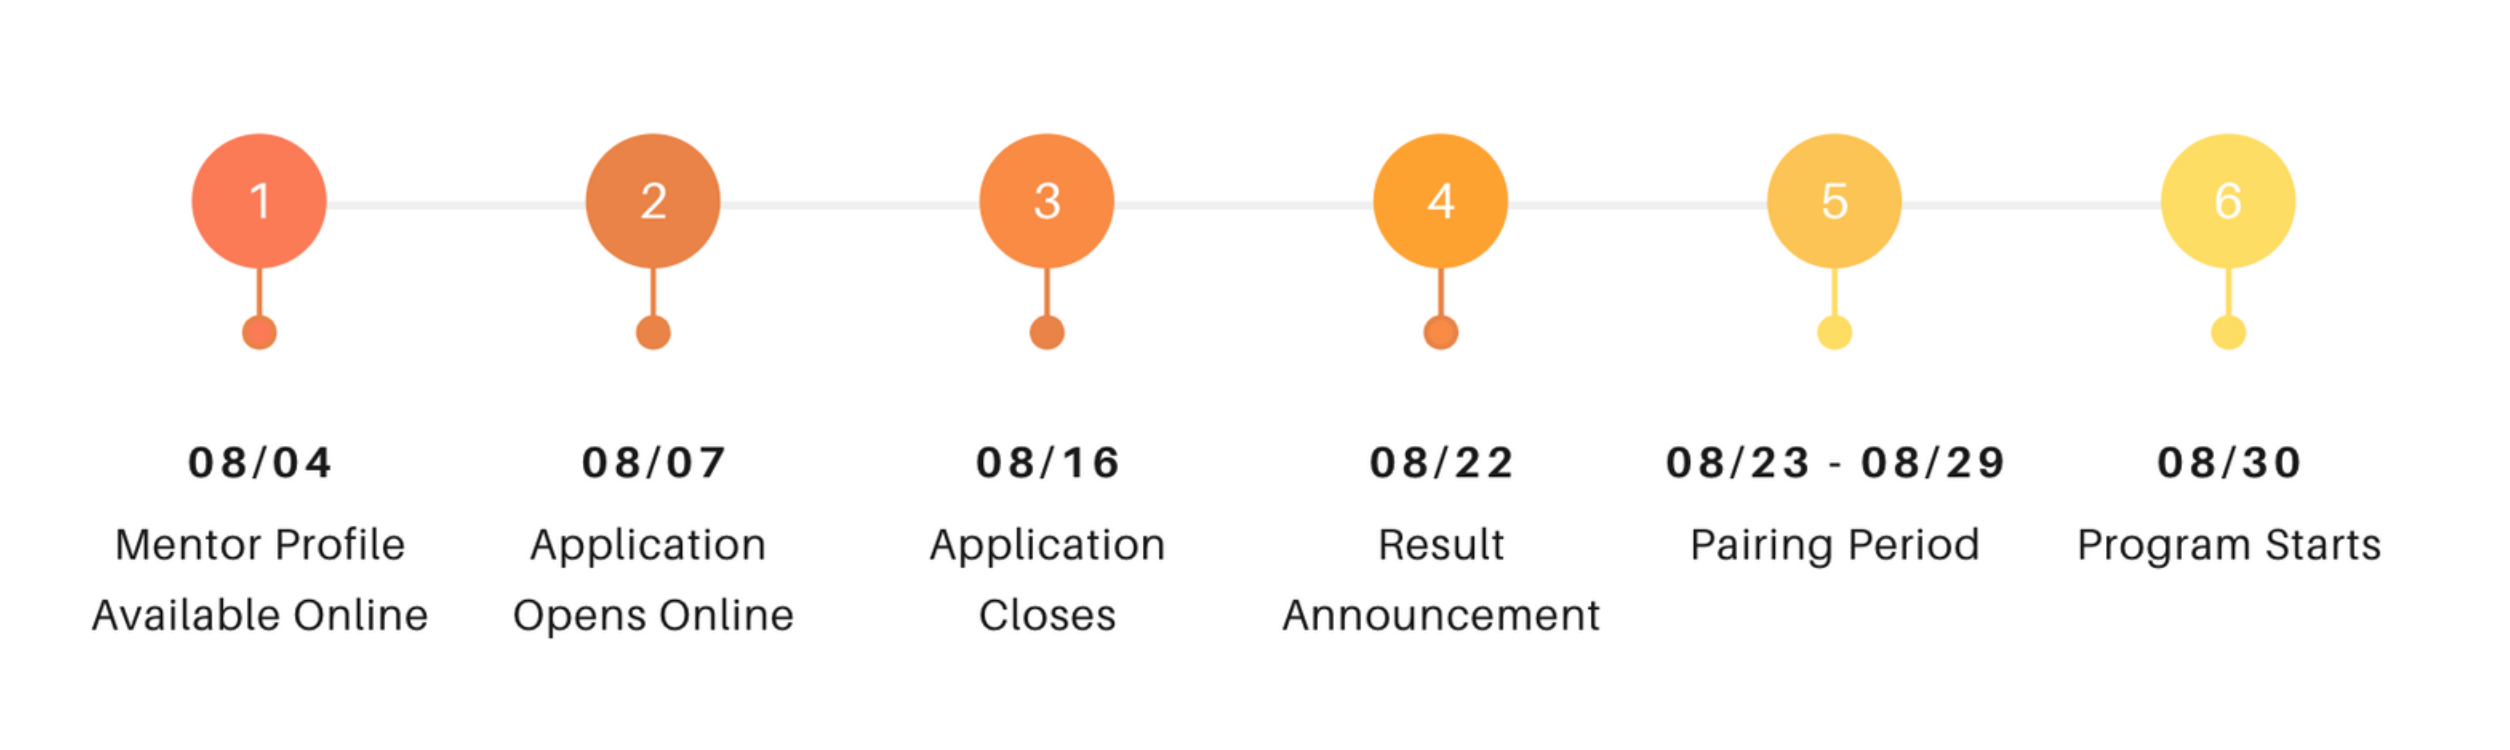 1
2
3
4
5
6
08/04
Mentor Profile
Available Online
08/07
Application
Opens Online
08/16
Application
Closes
08/22
Result
Announcement
08/23 - 08/29
Pairing Period
08/30
Program Starts